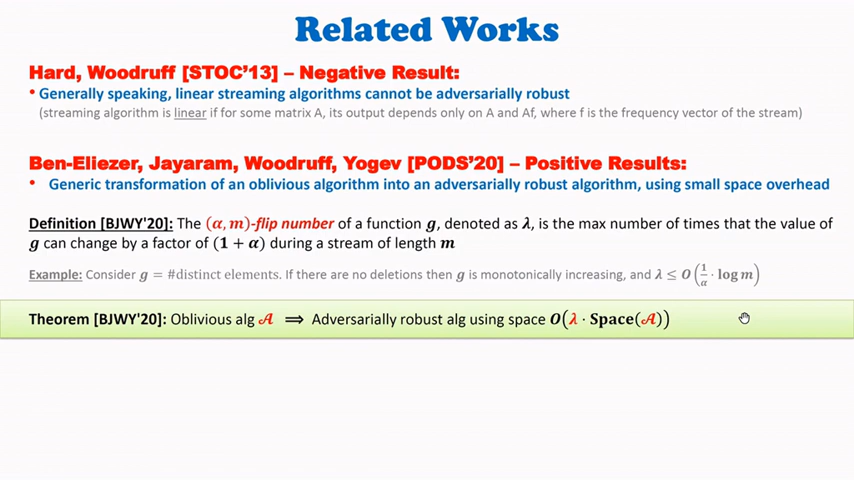 Related Works
Hard, Woodruff [STOC'13] – Negative Result:
• Generally speaking, linear streaming algorithms cannot be adversarially robust
(streaming algorithm is linear if for some matrix A, its output depends only on A and Af, where f is the frequency vector of the stream)
Ben-Eliezer, Jayaram, Woodruff, Yogev [PODS'20] – Positive Results:
• Generic transformation of an oblivious algorithm into an adversarially robust algorithm, using small space overhead
Definition [BJWY'20]: The (α, m)-flip number of a function g, denoted as λ, is the max number of times that the value of
g can change by a factor of (1 + α) during a stream of length m
Example: Consider g = #distinct elements. If there are no deletions then g is monotonically increasing, and λ ≤ O(1/α · log m)
Theorem [BJWY'20]: Oblivious alg 𝒜 ⟹ Adversarially robust alg using space O(λ · Space(𝒜))